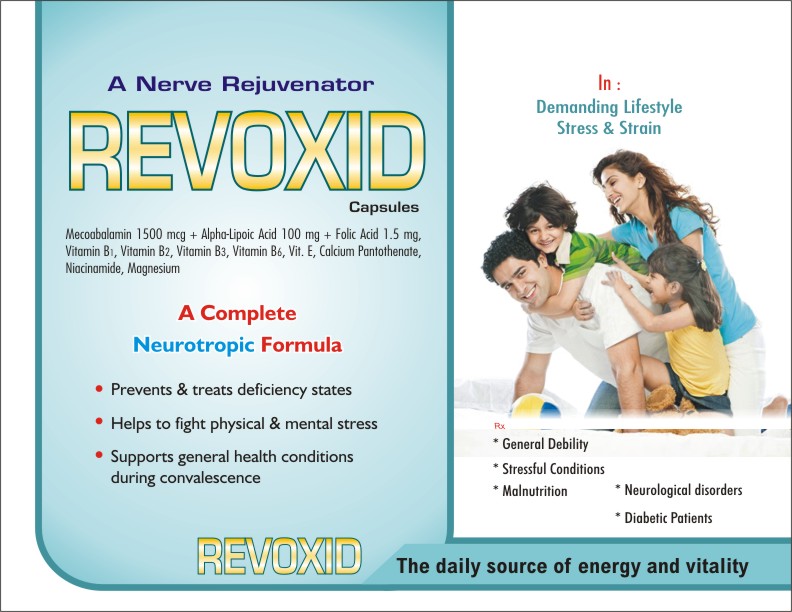 A Nerve Rejuvenator
REVOXID
Capsules
Mecoabalamin 1500 mcg + Alpha-Lipoic Acid 100 mg + Folic Acid 1.5 mg,
Vitamin B1, Vitamin B2, Vitamin B3, Vitamin B6, Vit. E, Calcium Pantothenate,
Niacinamide, Magnesium
A Complete
Neurotropic Formula
• Prevents & treats deficiency states
• Helps to fight physical & mental stress
• Supports general health conditions
during convalescence
In :
Demanding Lifestyle
Stress & Strain
Rx
* General Debility
* Stressful Conditions
* Malnutrition
* Neurological disorders
* Diabetic Patients
REVOXID
The daily source of energy and vitality